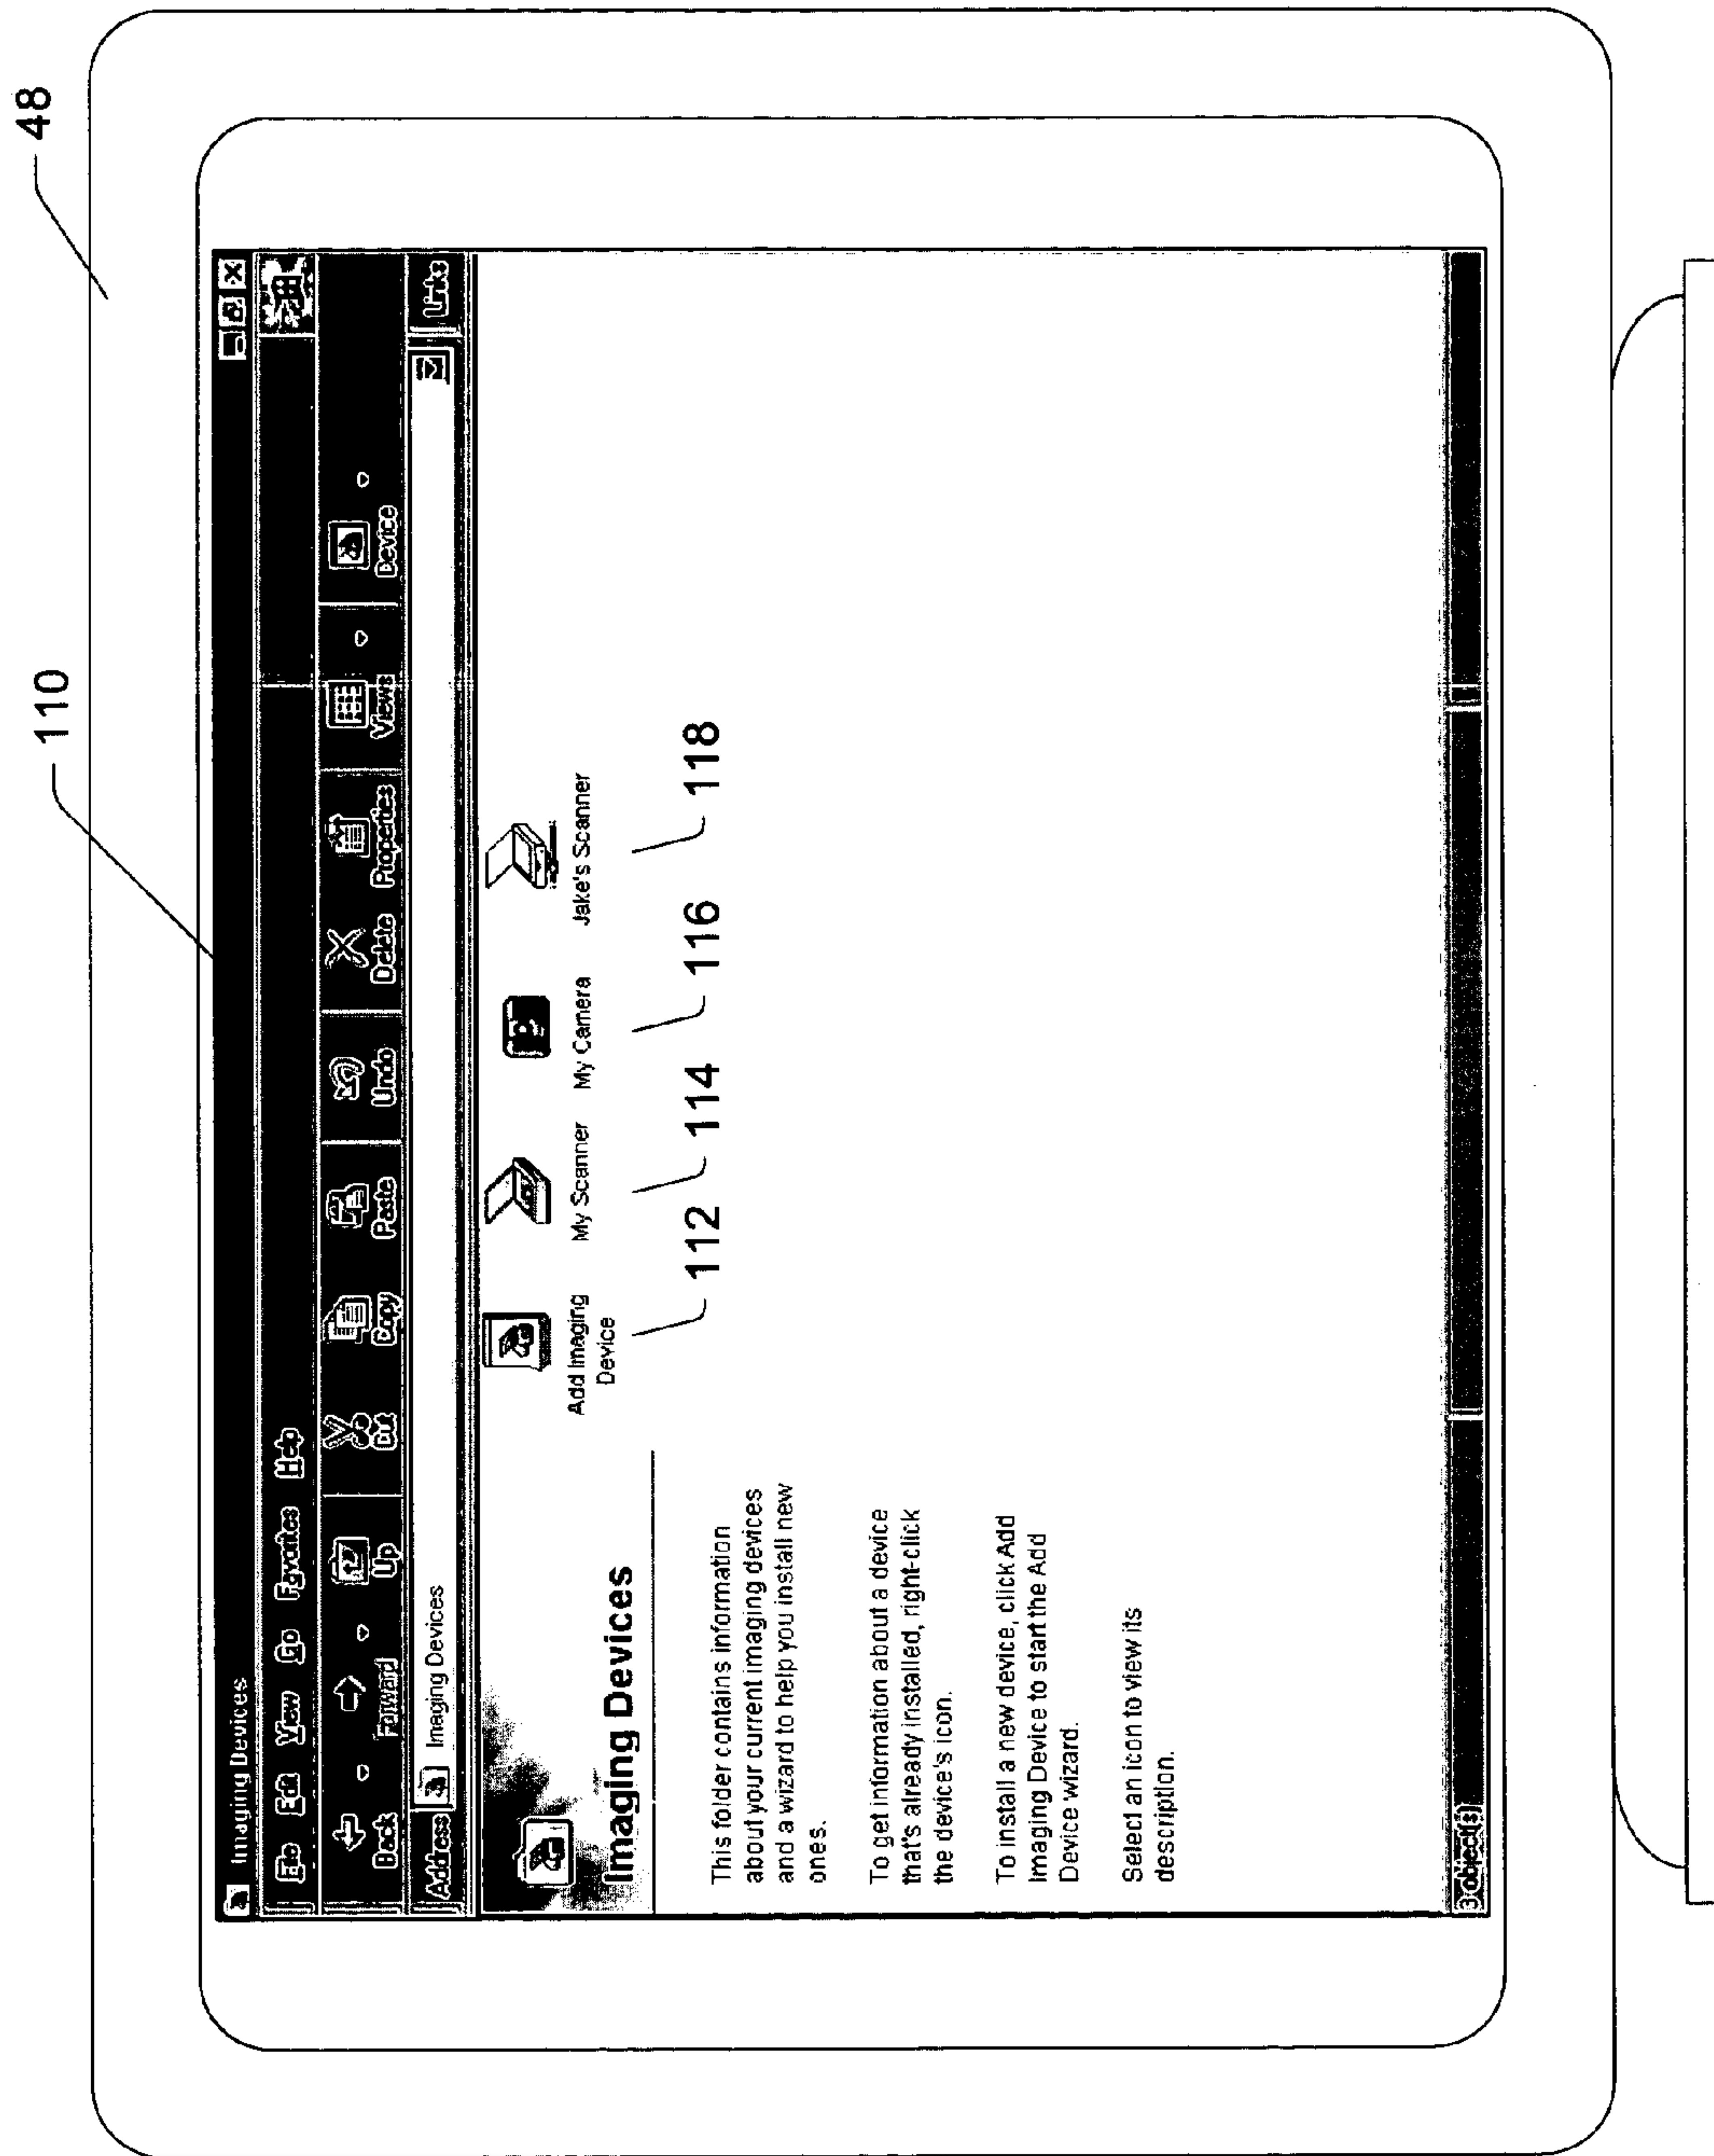 48
110
Imaging Devices
File Edit View Go Favorites Help
Back Forward Up Cut Copy Paste Undo Delete Properties Views Device
Address Imaging Devices Links
Imaging Devices
This folder contains information
about your current imaging devices
and a wizard to help you install new
ones.
To get information about a device
that's already installed, right-click
the device's icon.
To install a new device, click Add
Imaging Device to start the Add
Device wizard.
Select an icon to view its
description.
Add Imaging
Device
My Scanner
My Camera
Jake's Scanner
112
114
116
118
3 object(s)